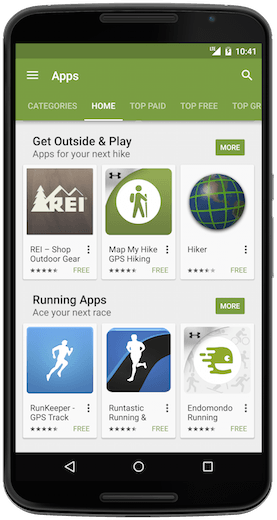 LTE 10:41
Apps
CATEGORIES HOME TOP PAID TOP FREE TOP GR
Get Outside & Play
Apps for your next hike
MORE
REI
REI – Shop
Outdoor Gear
FREE
Map My Hike
GPS Hiking
FREE
Hiker
FREE
Running Apps
Ace your next race
MORE
RunKeeper -
GPS Track
FREE
Runtastic
Running &
FREE
Endomondo
Running
FREE